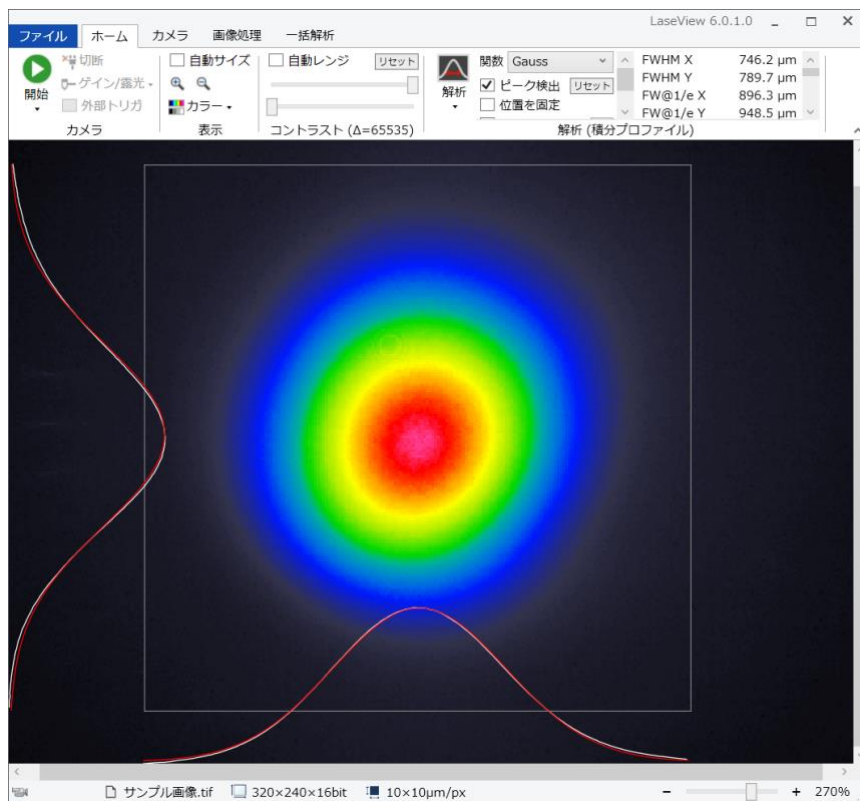 LaseView 6.0.1.0
ファイル ホーム カメラ 画像処理 一括解析
開始
切断
ゲイン/露光
外部トリガ
カメラ
自動サイズ
カラー
表示
自動レンジ リセット
コントラスト (Δ=65535)
解析
関数 Gauss
ピーク検出 リセット
位置を固定
FWHM X 746.2 µm
FWHM Y 789.7 µm
FW@1/e X 896.3 µm
FW@1/e Y 948.5 µm
解析 (積分プロファイル)
サンプル画像.tif 320×240×16bit 10×10µm/px - + 270%